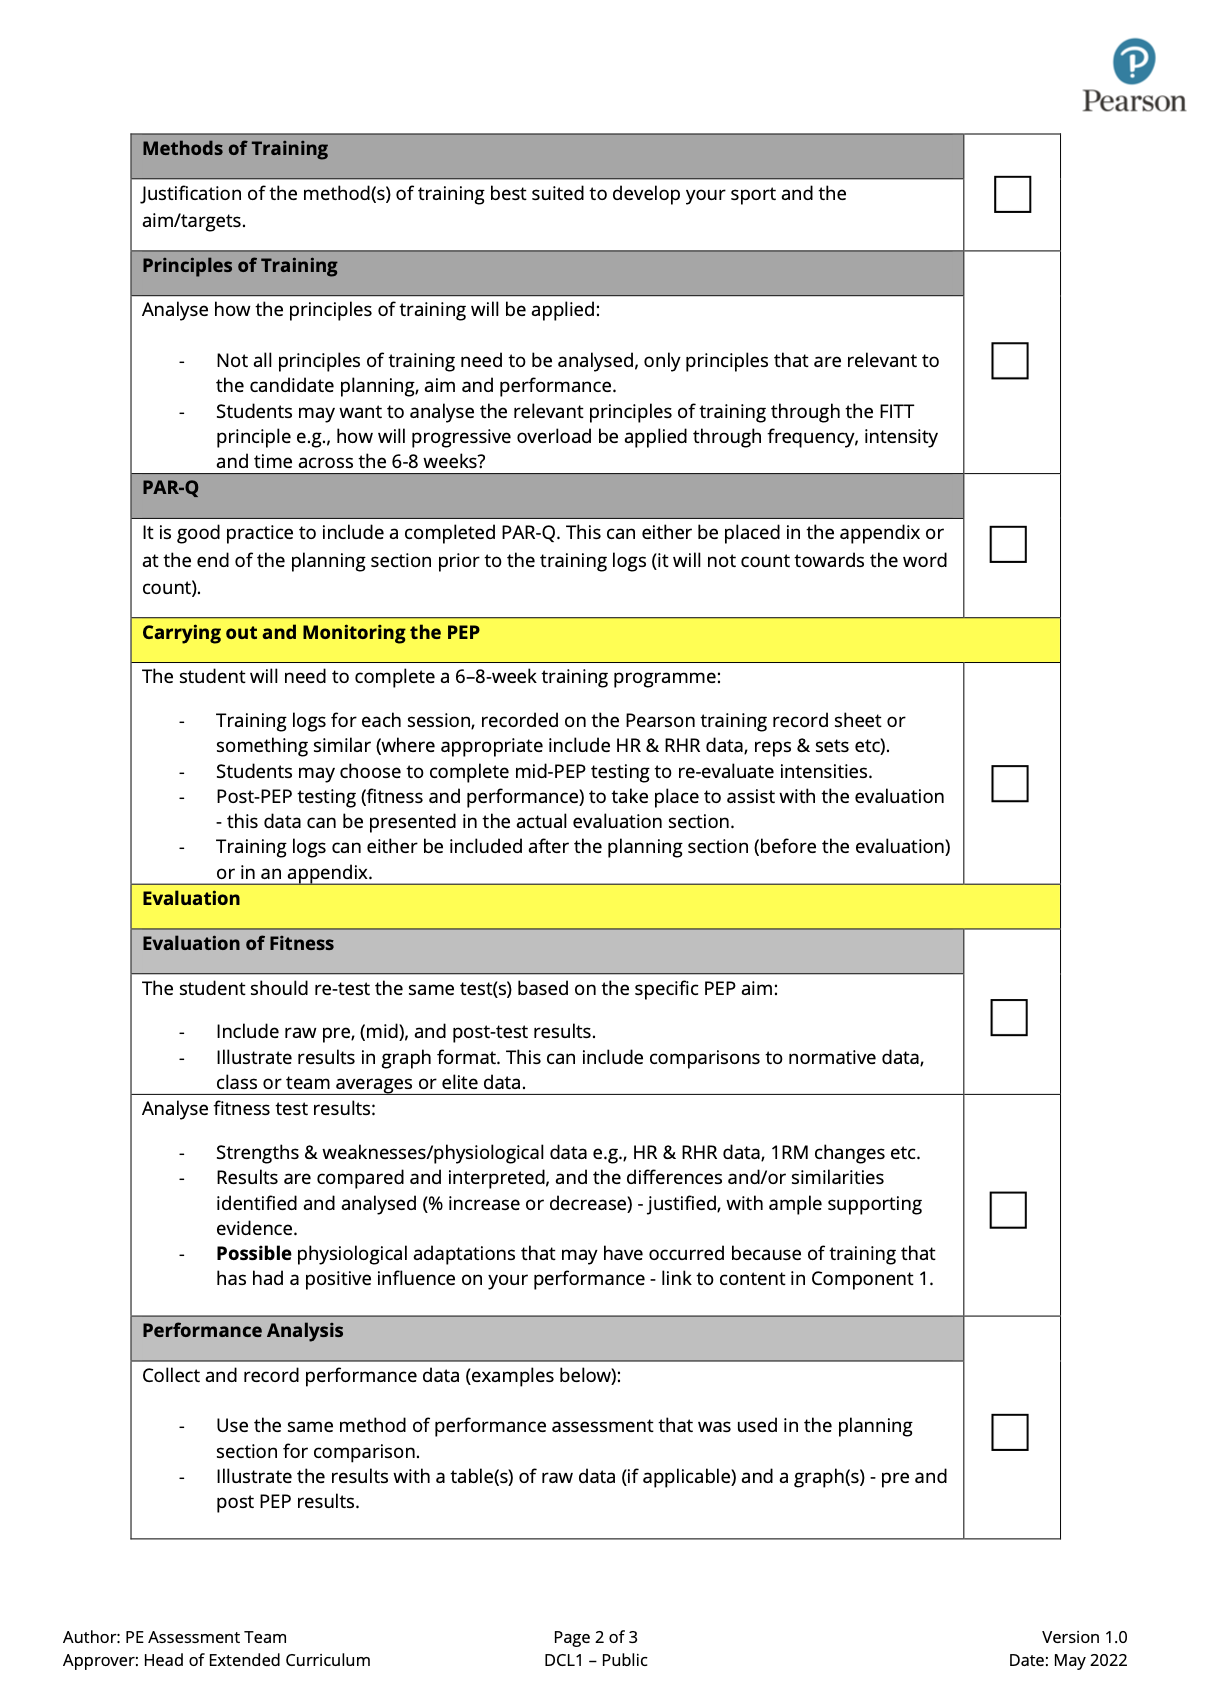 Pearson
Methods of Training
Justification of the method(s) of training best suited to develop your sport and the
aim/targets.
Principles of Training
Analyse how the principles of training will be applied:
- Not all principles of training need to be analysed, only principles that are relevant to
the candidate planning, aim and performance.
- Students may want to analyse the relevant principles of training through the FITT
principle e.g., how will progressive overload be applied through frequency, intensity
and time across the 6-8 weeks?
PAR-Q
It is good practice to include a completed PAR-Q. This can either be placed in the appendix or
at the end of the planning section prior to the training logs (it will not count towards the word
count).
Carrying out and Monitoring the PEP
The student will need to complete a 6–8-week training programme:
- Training logs for each session, recorded on the Pearson training record sheet or
something similar (where appropriate include HR & RHR data, reps & sets etc).
- Students may choose to complete mid-PEP testing to re-evaluate intensities.
- Post-PEP testing (fitness and performance) to take place to assist with the evaluation
- this data can be presented in the actual evaluation section.
- Training logs can either be included after the planning section (before the evaluation)
or in an appendix.
Evaluation
Evaluation of Fitness
The student should re-test the same test(s) based on the specific PEP aim:
- Include raw pre, (mid), and post-test results.
- Illustrate results in graph format. This can include comparisons to normative data,
class or team averages or elite data.
Analyse fitness test results:
- Strengths & weaknesses/physiological data e.g., HR & RHR data, 1RM changes etc.
- Results are compared and interpreted, and the differences and/or similarities
identified and analysed (% increase or decrease) - justified, with ample supporting
evidence.
- Possible physiological adaptations that may have occurred because of training that
has had a positive influence on your performance - link to content in Component 1.
Performance Analysis
Collect and record performance data (examples below):
- Use the same method of performance assessment that was used in the planning
section for comparison.
- Illustrate the results with a table(s) of raw data (if applicable) and a graph(s) - pre and
post PEP results.
Author: PE Assessment Team
Approver: Head of Extended Curriculum
Page 2 of 3
DCL1 – Public
Version 1.0
Date: May 2022